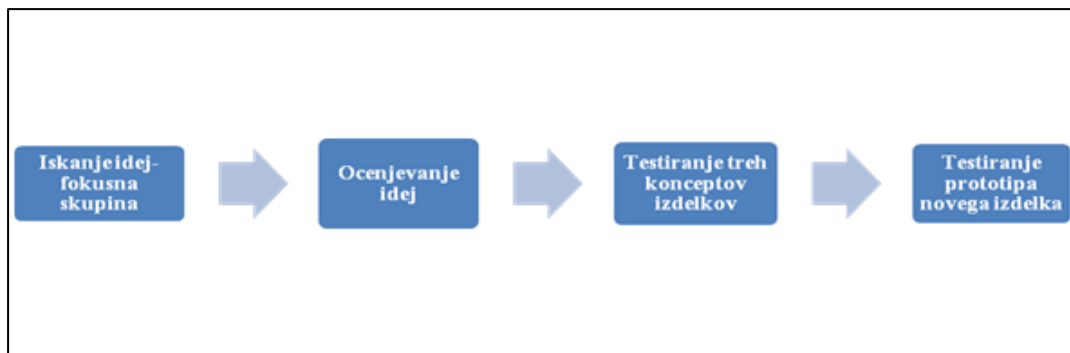 Iskanje idej-
fokusna
skupina
Ocenjevanje
idej
Testiranje treh
konceptov
izdelkov
Testiranje
prototipa
novega izdelka